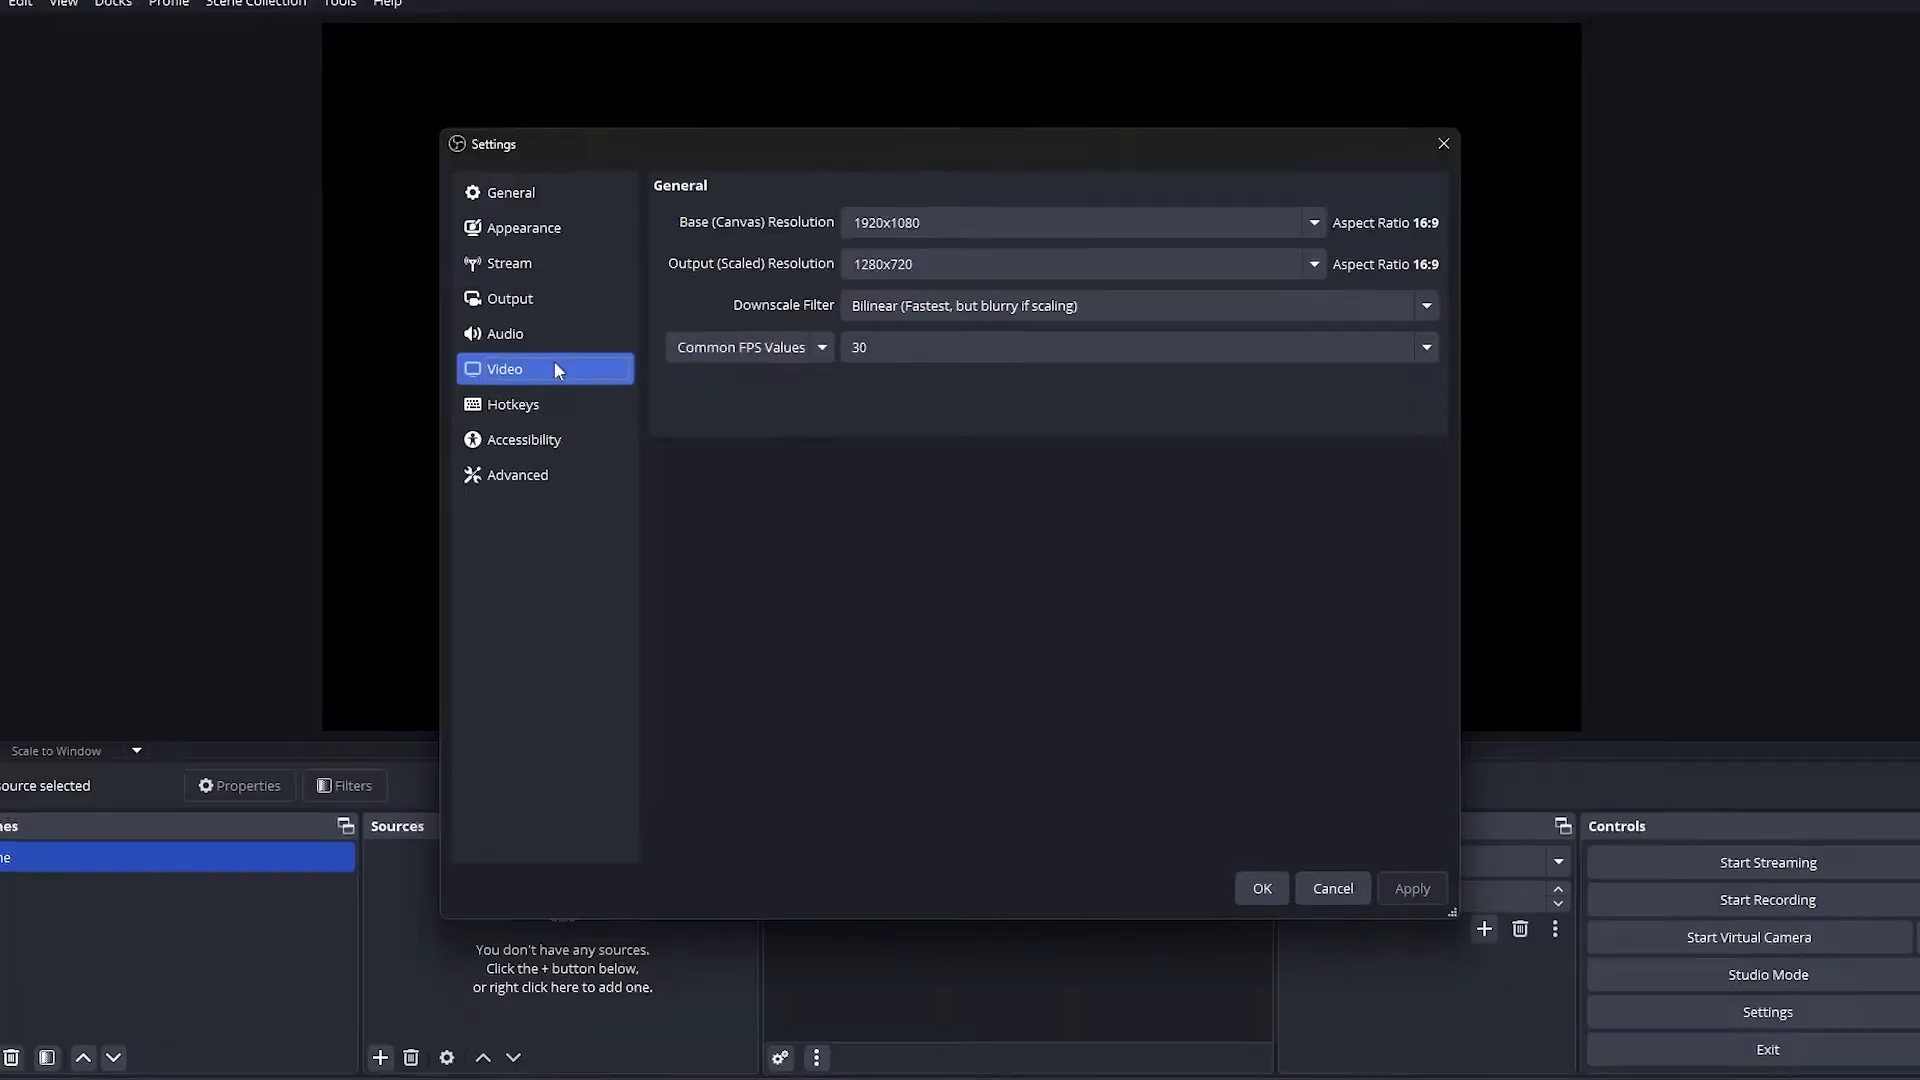 Edit View Docks Profile Scene Collection Tools Help
Settings
General
Appearance
Stream
Output
Audio
Video
Hotkeys
Accessibility
Advanced
General
Base (Canvas) Resolution 1920x1080 Aspect Ratio 16:9
Output (Scaled) Resolution 1280x720 Aspect Ratio 16:9
Downscale Filter Bilinear (Fastest, but blurry if scaling)
Common FPS Values 30
OK Cancel Apply
Scale to Window
source selected Properties Filters
nes
ne
Sources
You don't have any sources.
Click the + button below,
or right click here to add one.
Controls
Start Streaming
Start Recording
Start Virtual Camera
Studio Mode
Settings
Exit